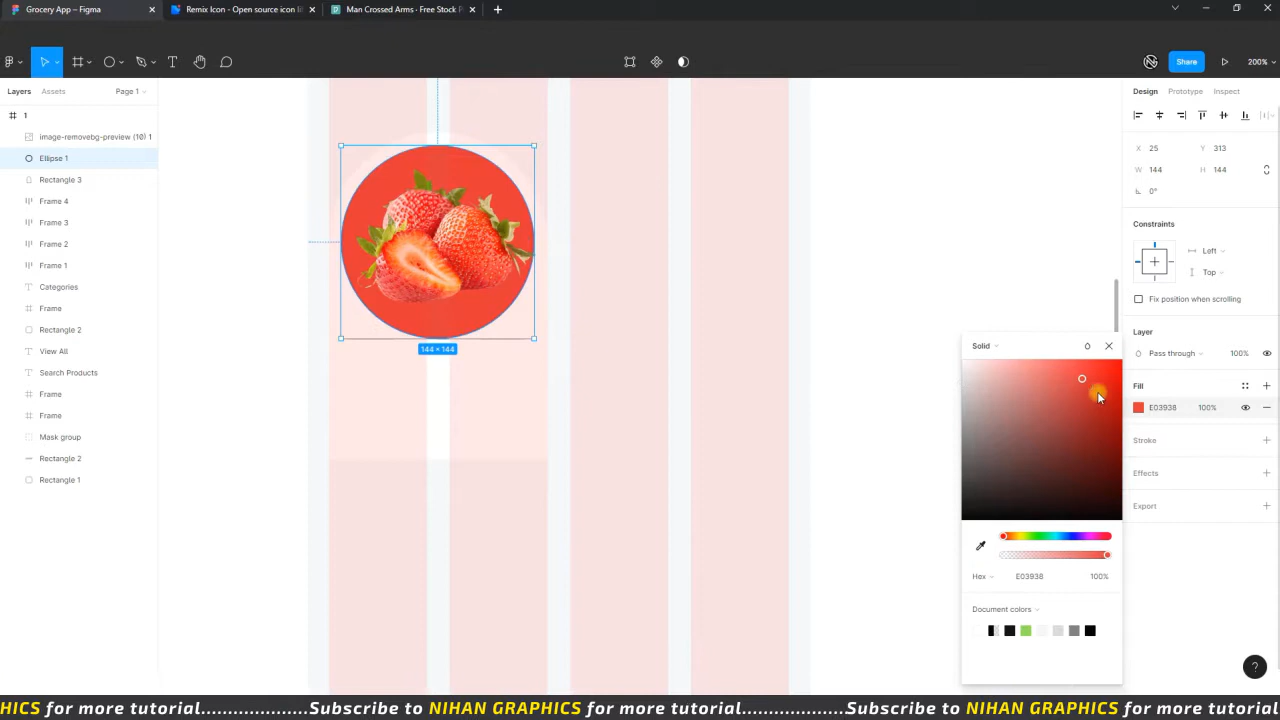 Grocery App – Figma
Remix Icon - Open source icon li
Man Crossed Arms · Free Stock P
Share
200%
Layers
Assets
Page 1
1
image-removebg-preview (10) 1
Ellipse 1
Rectangle 3
Frame 4
Frame 3
Frame 2
Frame 1
Categories
Frame
Rectangle 2
View All
Search Products
Frame
Frame
Mask group
Rectangle 2
Rectangle 1
144 × 144
Solid
Hex
E03938
100%
Document colors
Design
Prototype
Inspect
X 25 Y 313
W 144 H 144
0°
Constraints
Left
Top
Fix position when scrolling
Layer
Pass through 100%
Fill
E03938 100%
Stroke
Effects
Export
?
HICS for more tutorial...............Subscribe to NIHAN GRAPHICS for more tutorial...............Subscribe to NIHAN GRAPHICS for more tutorial